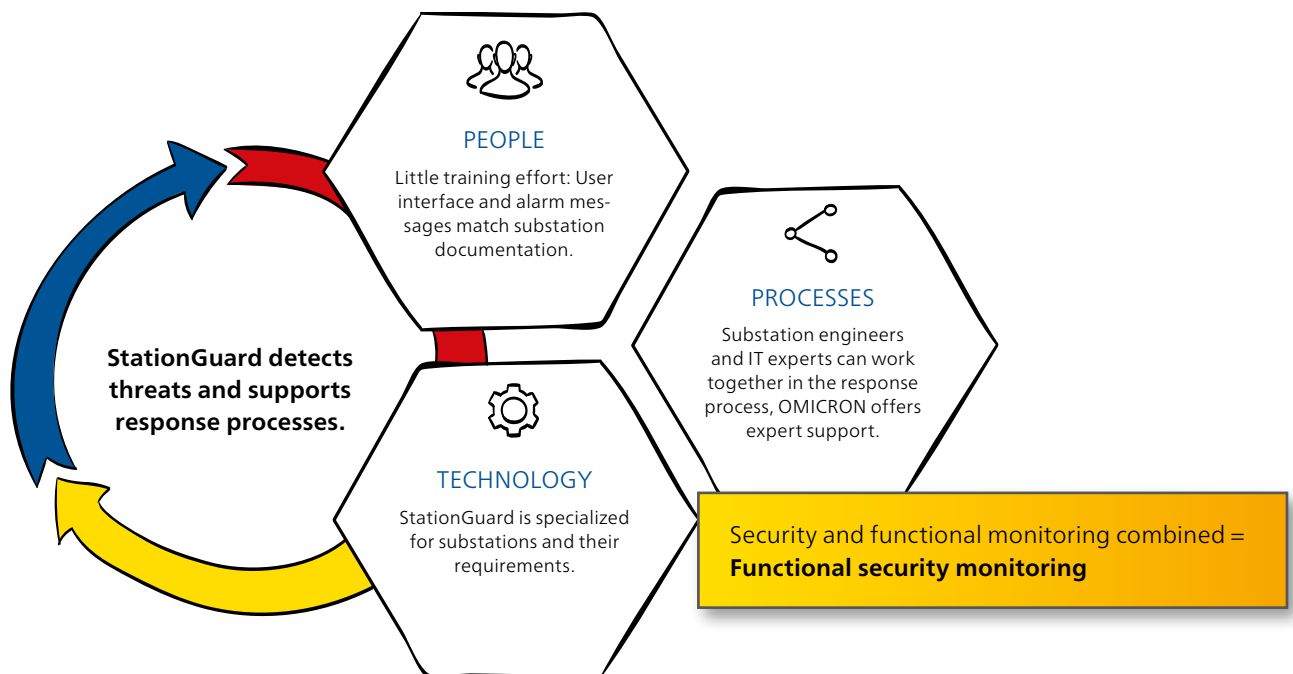 PEOPLE
Little training effort: User
interface and alarm mes-
sages match substation
documentation.
PROCESSES
Substation engineers
and IT experts can work
together in the response
process, OMICRON offers
expert support.
StationGuard detects
threats and supports
response processes.
TECHNOLOGY
StationGuard is specialized
for substations and their
requirements.
Security and functional monitoring combined =
Functional security monitoring